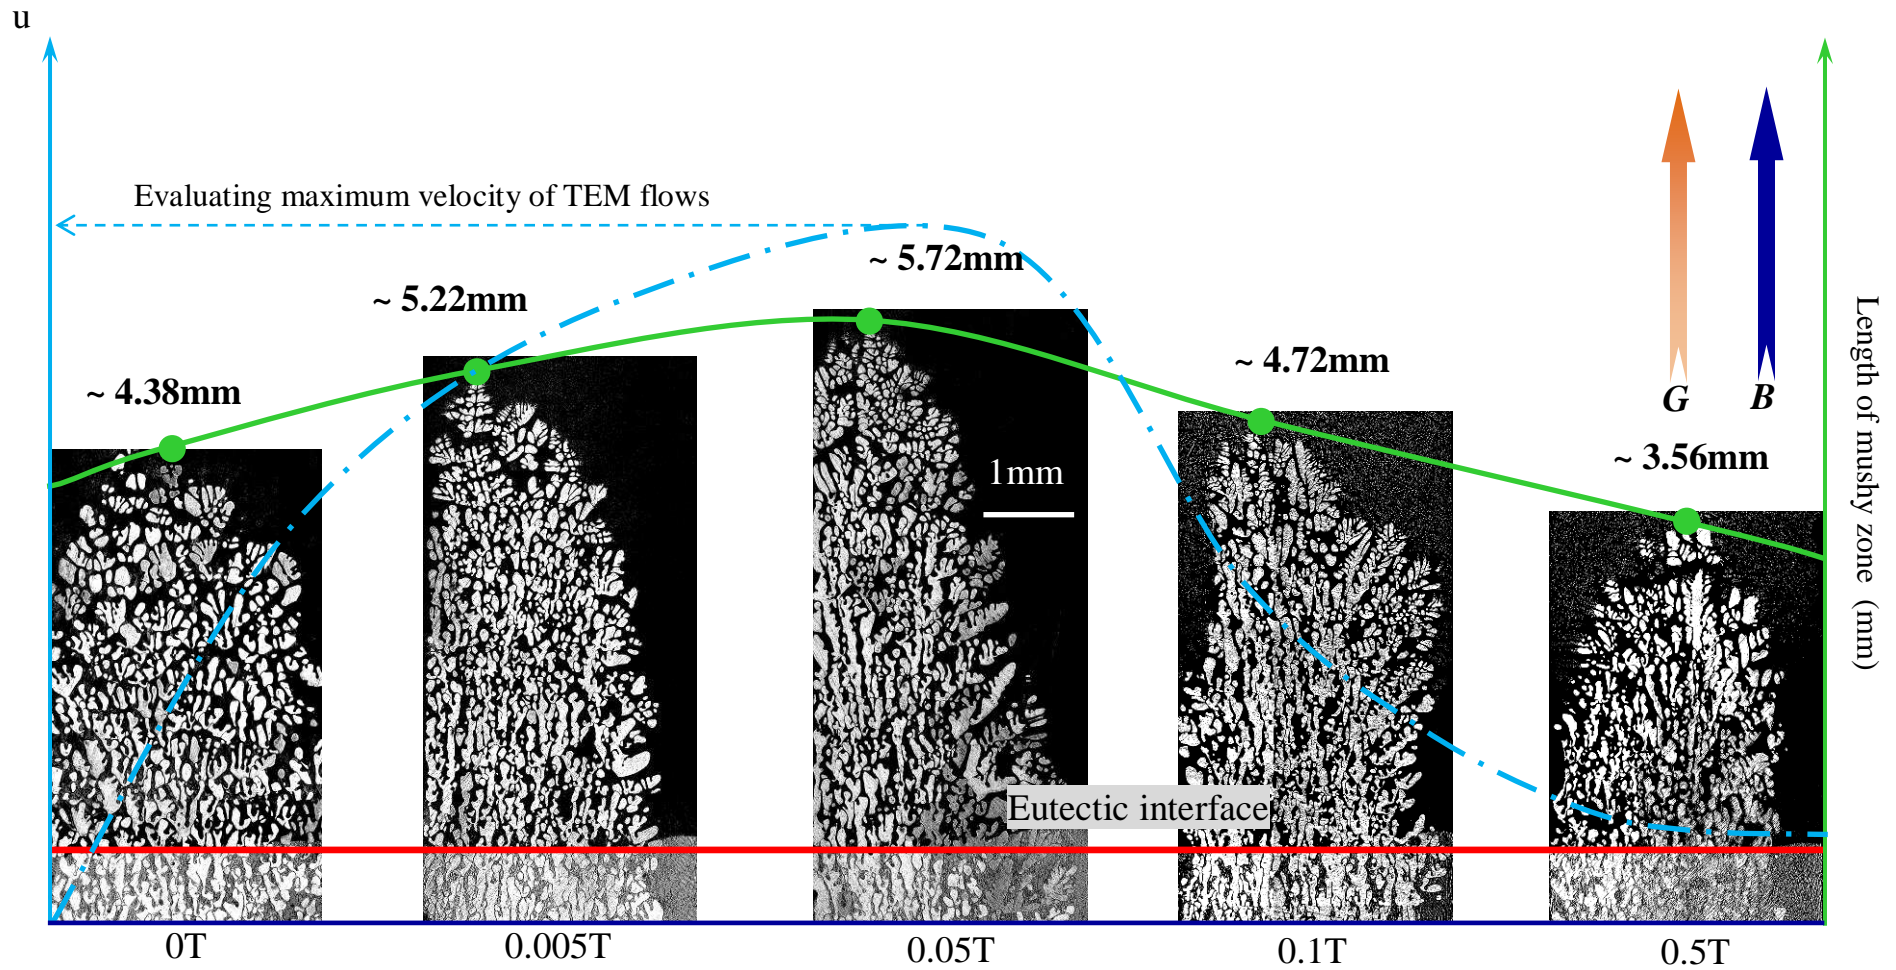 u
Evaluating maximum velocity of TEM flows
~ 5.72mm
~ 5.22mm
~ 4.72mm
~ 4.38mm
G
B
~ 3.56mm
1mm
Length of mushy zone (mm)
Eutectic interface
0T
0.005T
0.05T
0.1T
0.5T